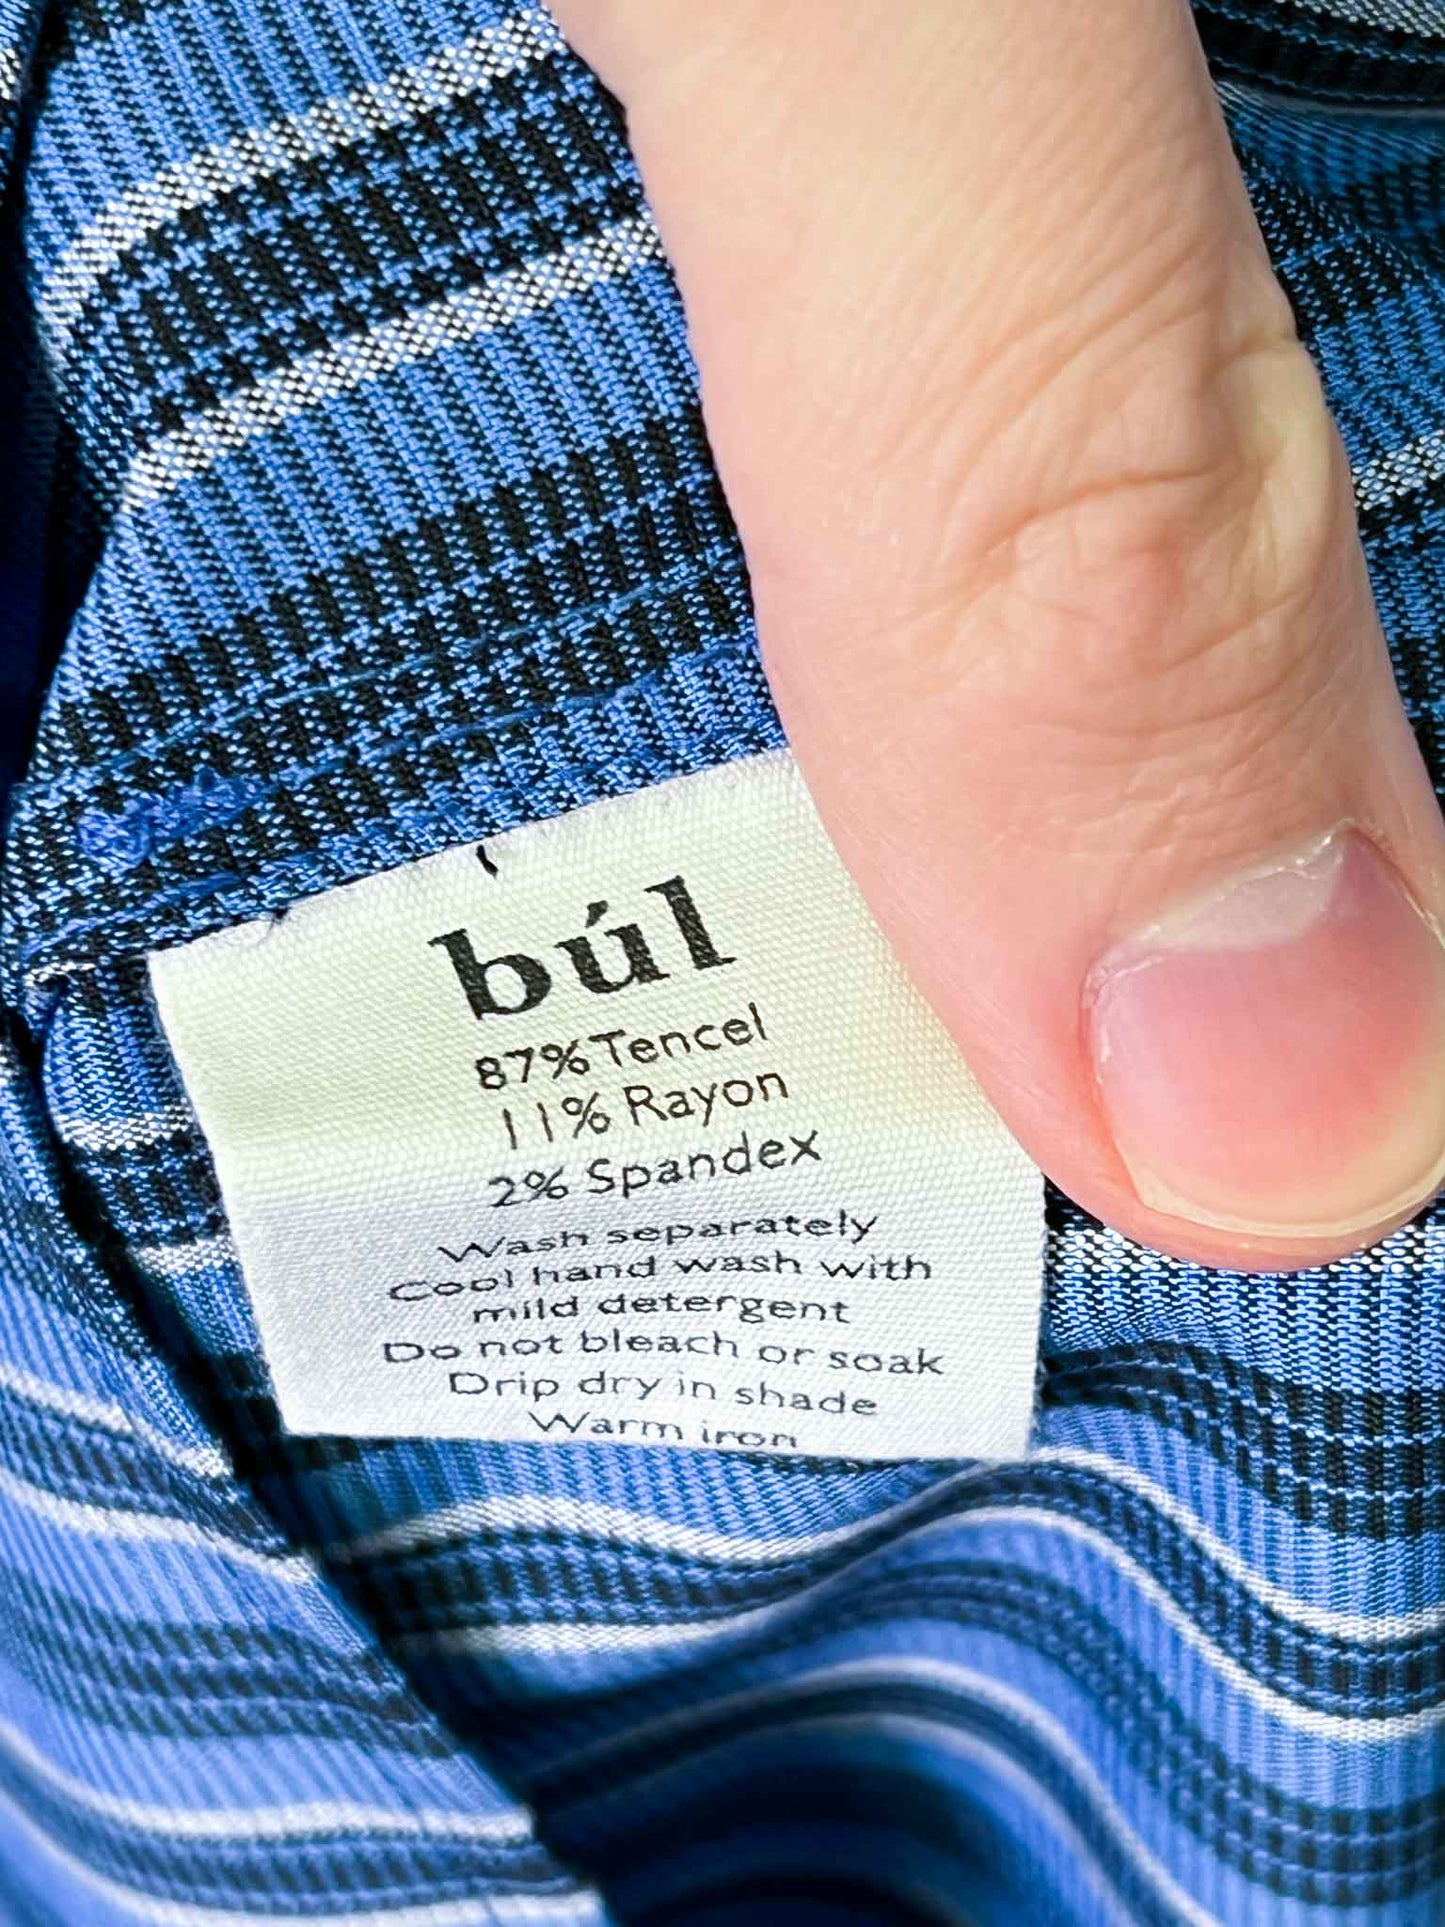 búl
87% Tencel
11% Rayon
2% Spandex
Wash separately
Cool hand wash with
mild detergent
Do not bleach or soak
Drip dry in shade
Warm iron